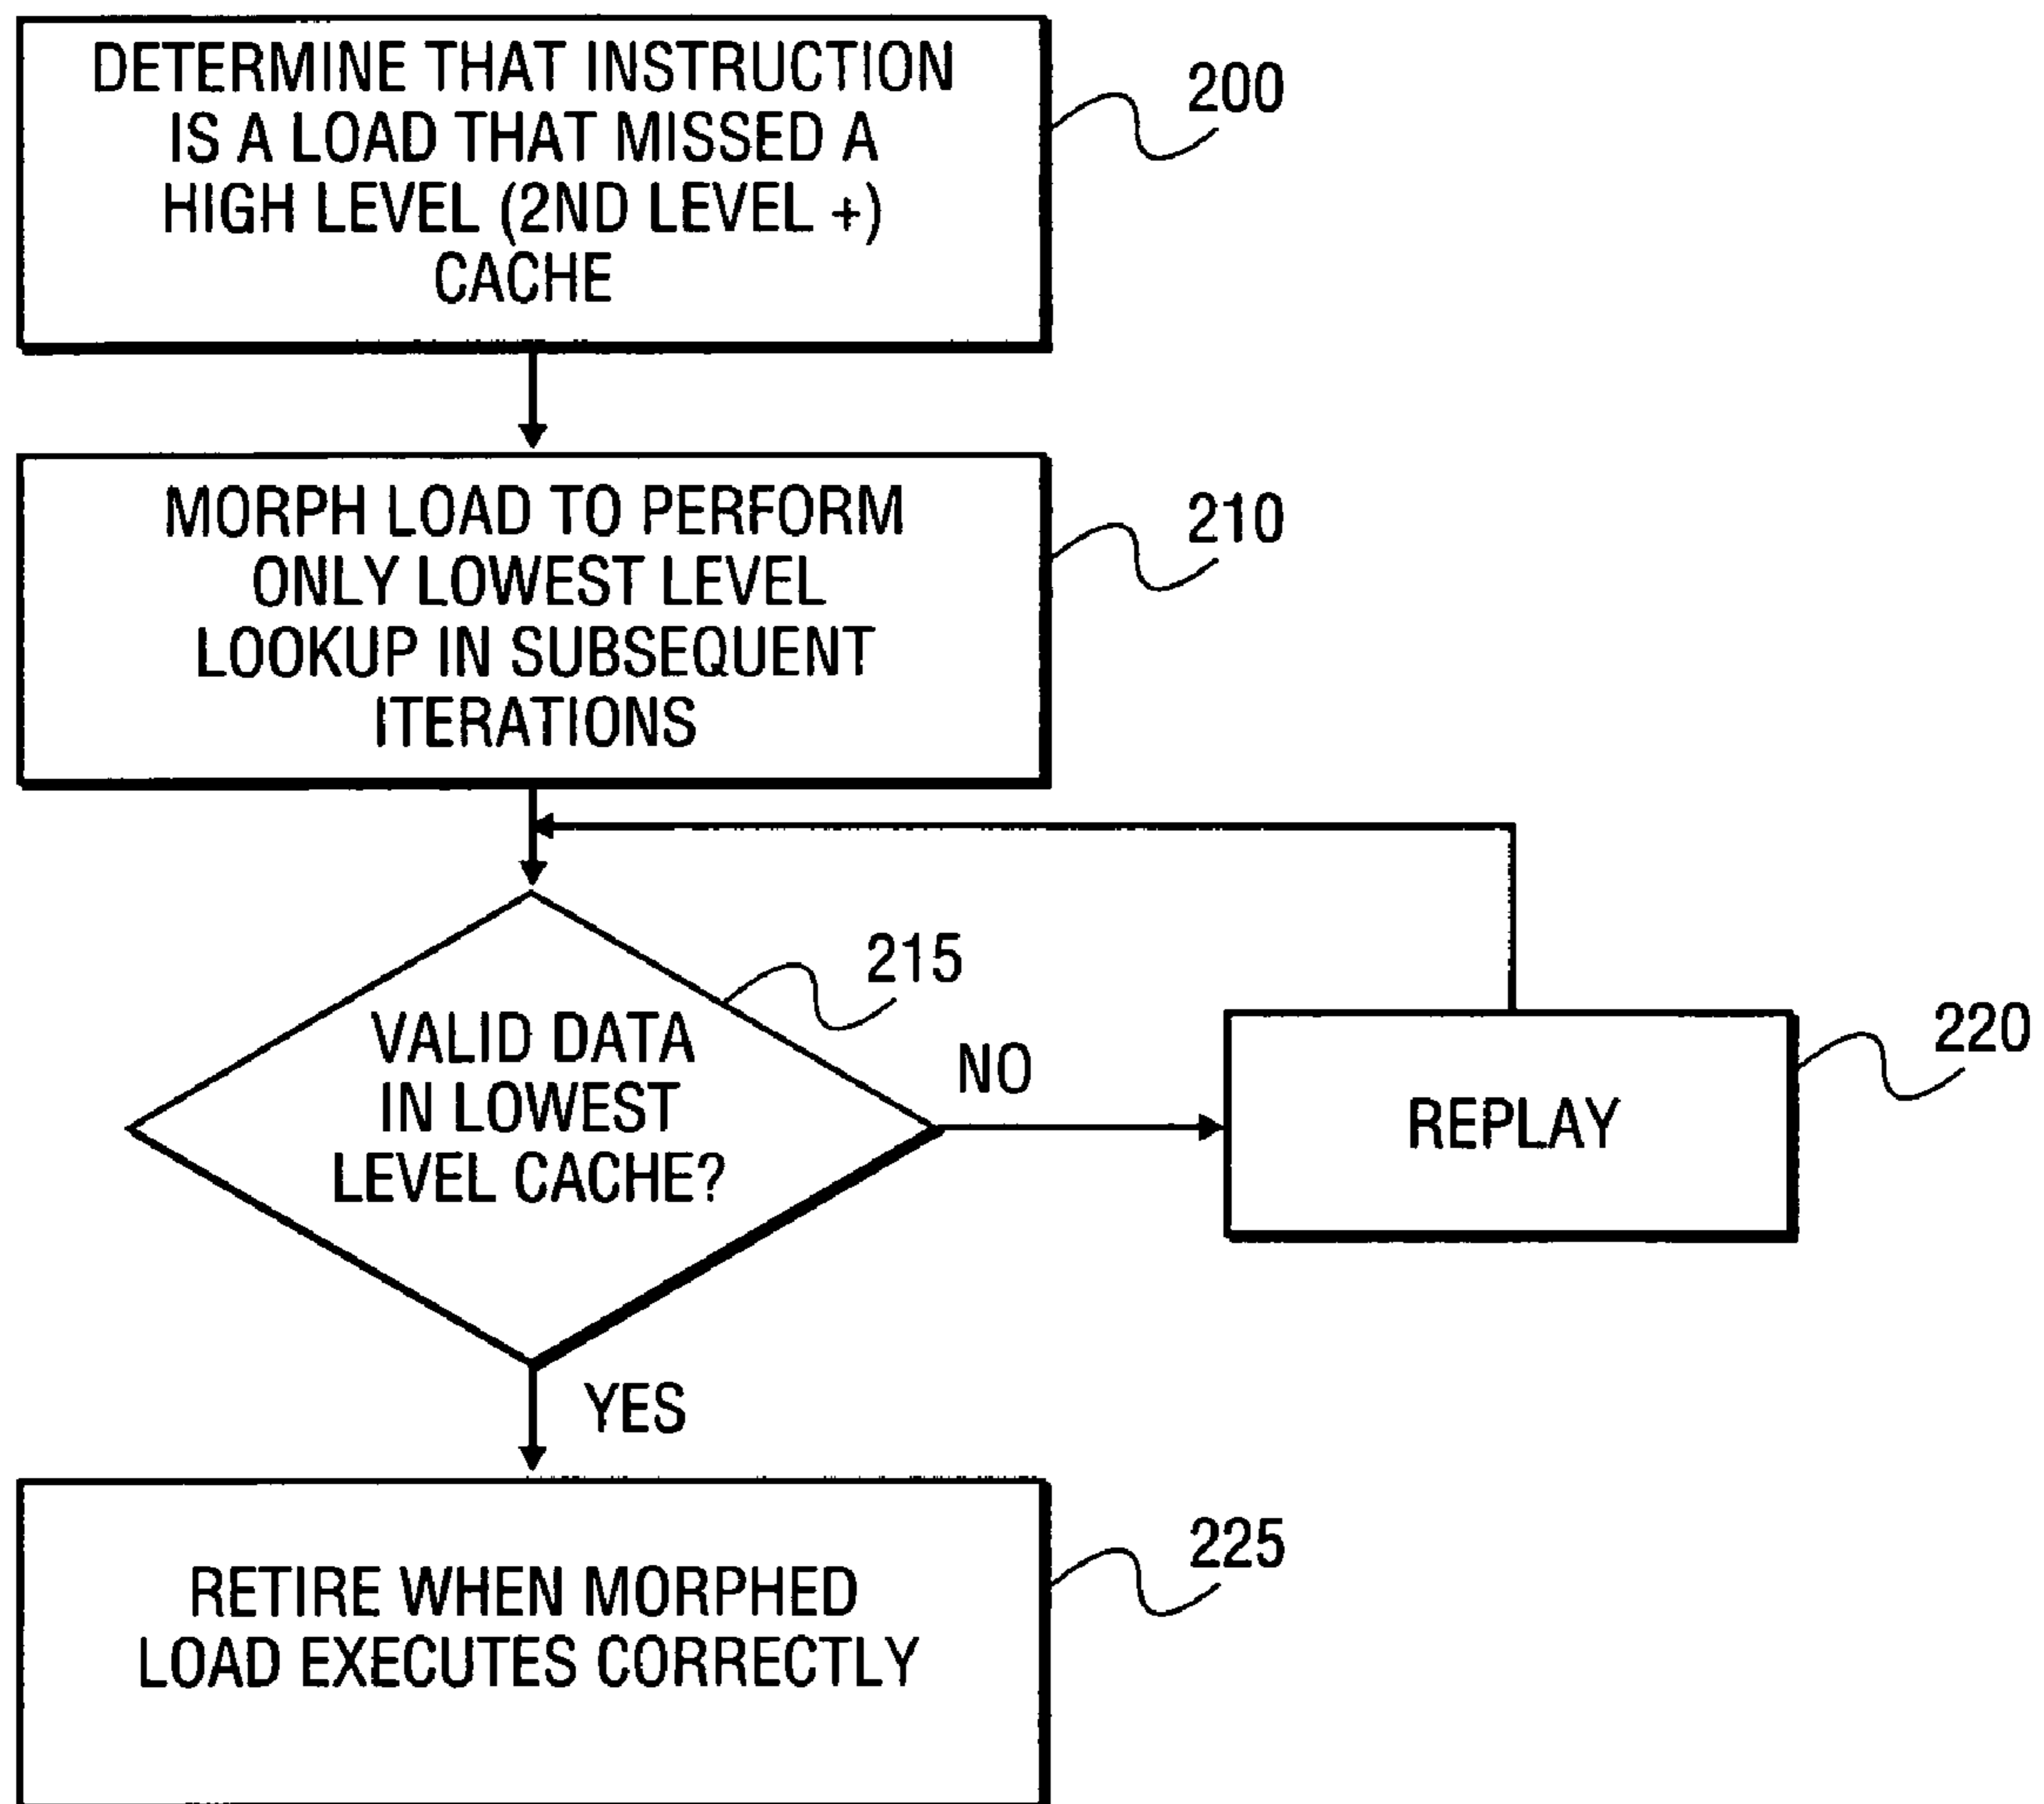 DETERMINE THAT INSTRUCTION
IS A LOAD THAT MISSED A
HIGH LEVEL (2ND LEVEL +)
CACHE
200
MORPH LOAD TO PERFORM
ONLY LOWEST LEVEL
LOOKUP IN SUBSEQUENT
ITERATIONS
210
VALID DATA
IN LOWEST
LEVEL CACHE?
215
NO
REPLAY
220
YES
RETIRE WHEN MORPHED
LOAD EXECUTES CORRECTLY
225